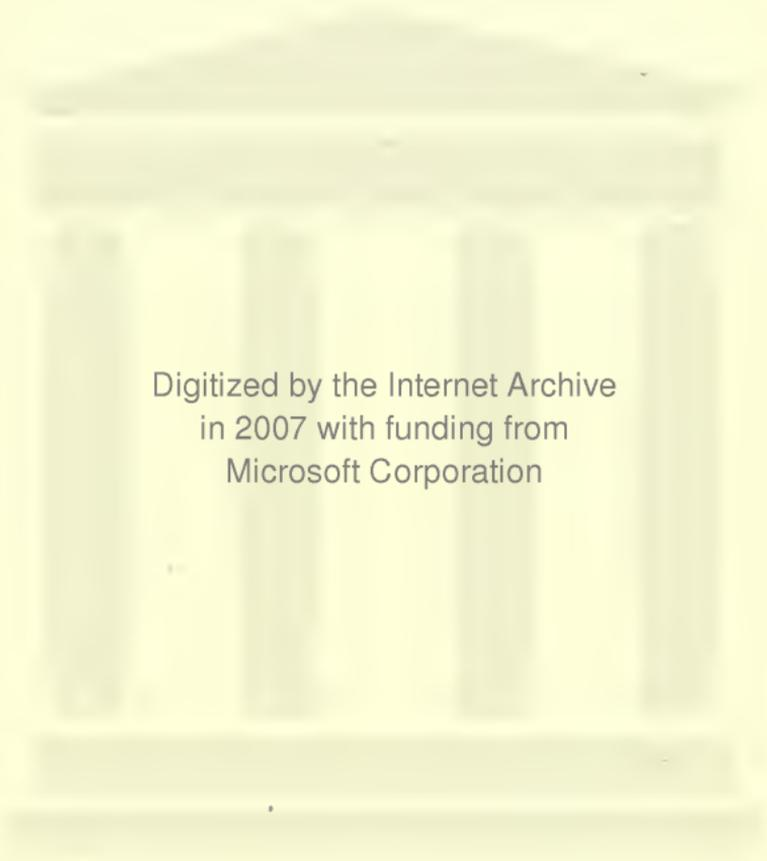 Digitized by the Internet Archive
in 2007 with funding from
Microsoft Corporation